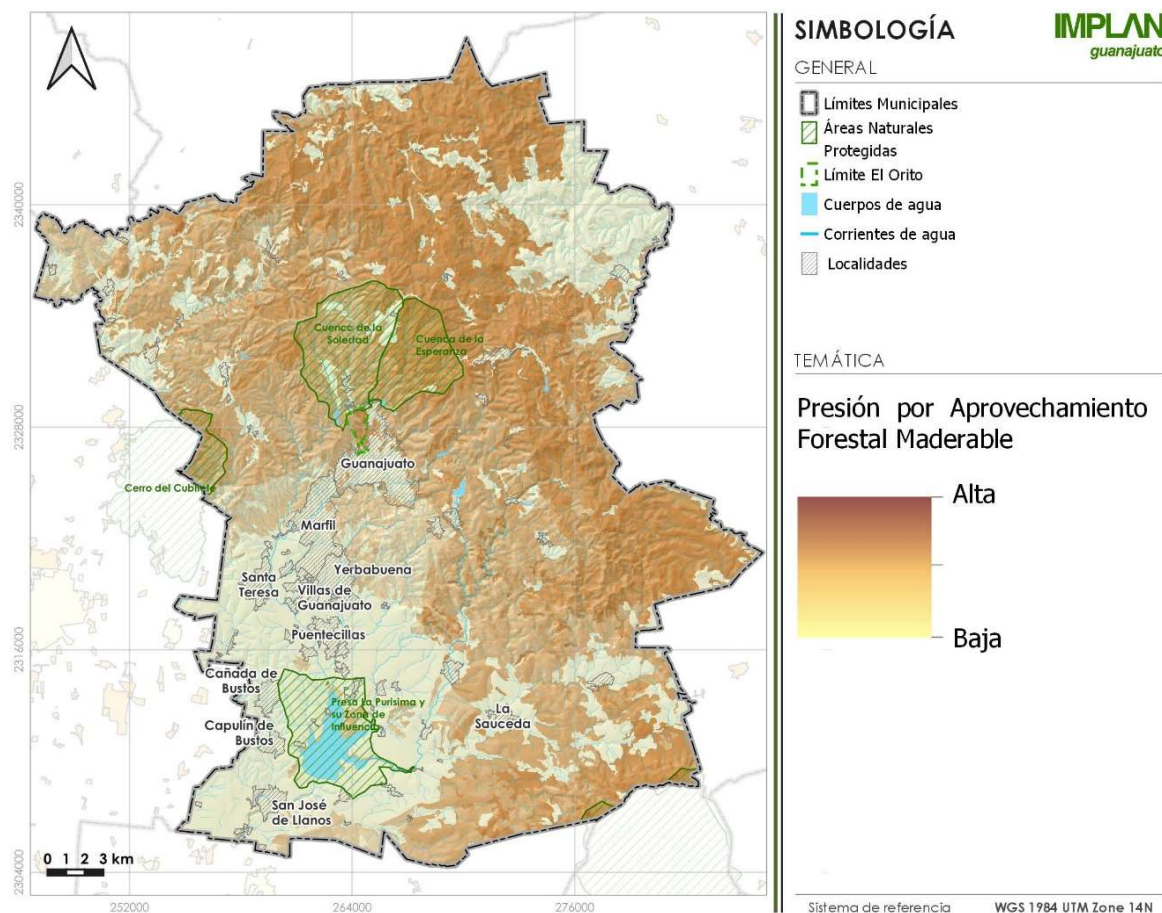 SIMBOLOGÍA
IMPLAN
guanajuato
GENERAL
Límites Municipales
Áreas Naturales
Protegidas
Límite El Orito
Cuerpos de agua
Corrientes de agua
Localidades
TEMÁTICA
Presión por Aprovechamiento
Forestal Maderable
Alta
Baja
Sistema de referencia WGS 1984 UTM Zone 14N
2340000
2328000
2316000
2304000
252000
264000
276000
Cuenca de la
Soledad
Cuenca de la
Esperanza
Guanajuato
Cerro del Cubilete
Marfil
Yerbabuena
Santa
Teresa
Villas de
Guanajuato
Puentecillas
Cañada de
Bustos
Presa La Purisima y
su Zona de
Influencia
La
Sauceda
Capulín de
Bustos
San José
de Llanos
0 1 2 3 km